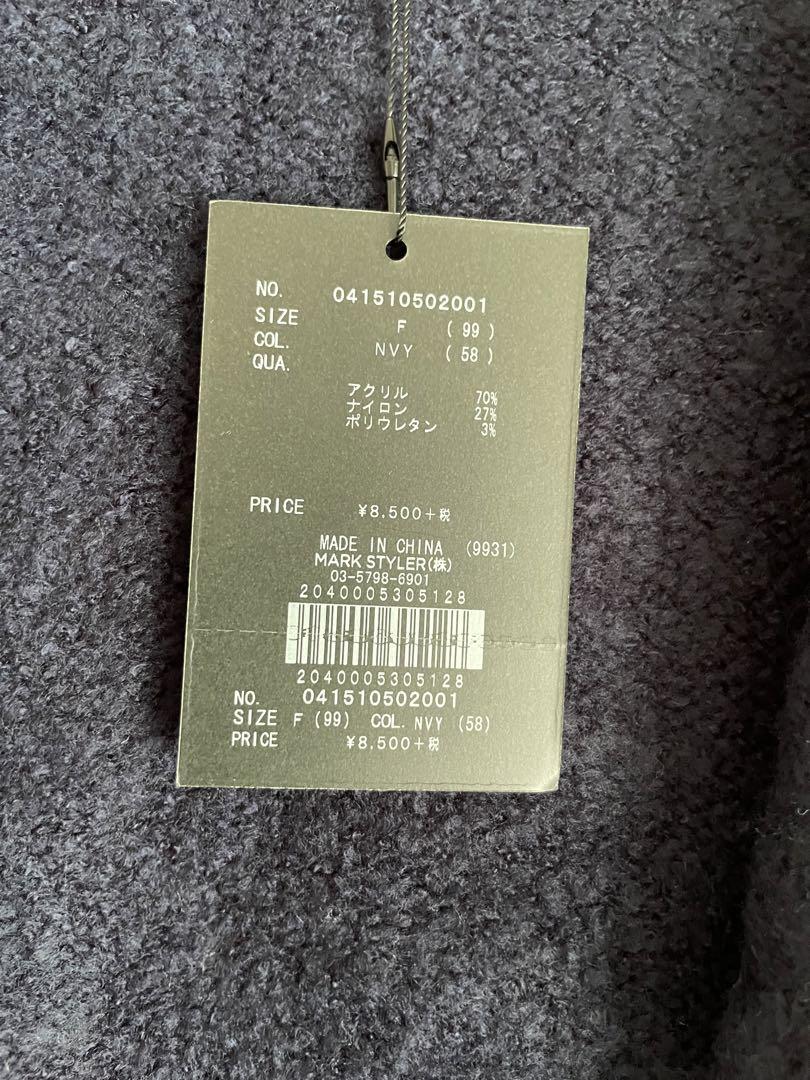 NO. 041510502001
SIZE F (99)
COL. NVY (58)
QUA.
アクリル 70%
ナイロン 27%
ポリウレタン 3%
PRICE ¥8.500+税
MADE IN CHINA (9931)
MARK STYLER(株)
03-5798-6901
2040005305128
2040005305128
NO. 041510502001
SIZE F (99) COL. NVY (58)
PRICE ¥8.500+税